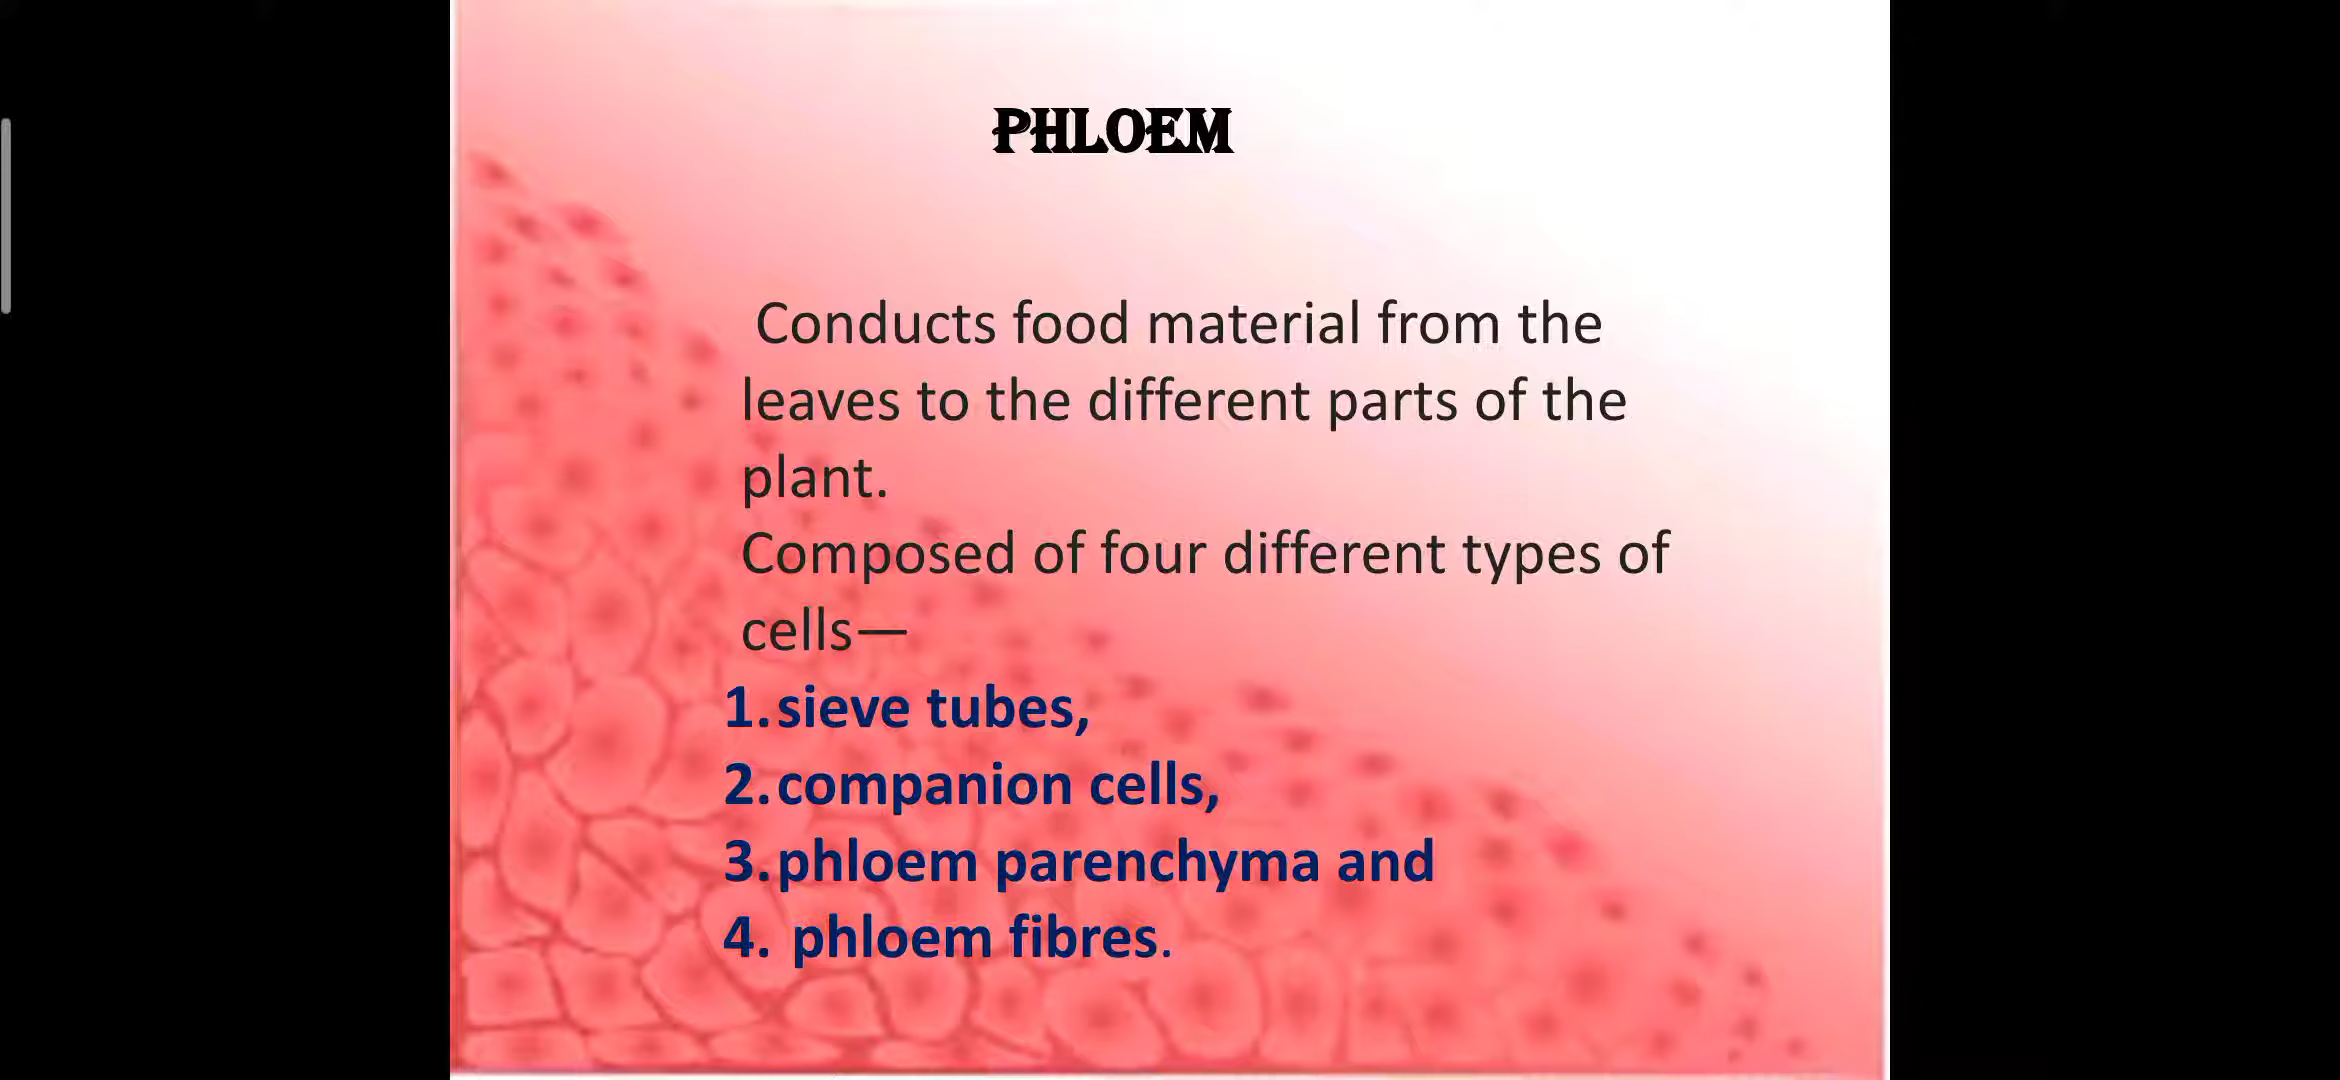 PHLOEM
Conducts food material from the
leaves to the different parts of the
plant.
Composed of four different types of
cells—
1. sieve tubes,
2. companion cells,
3. phloem parenchyma and
4. phloem fibres.